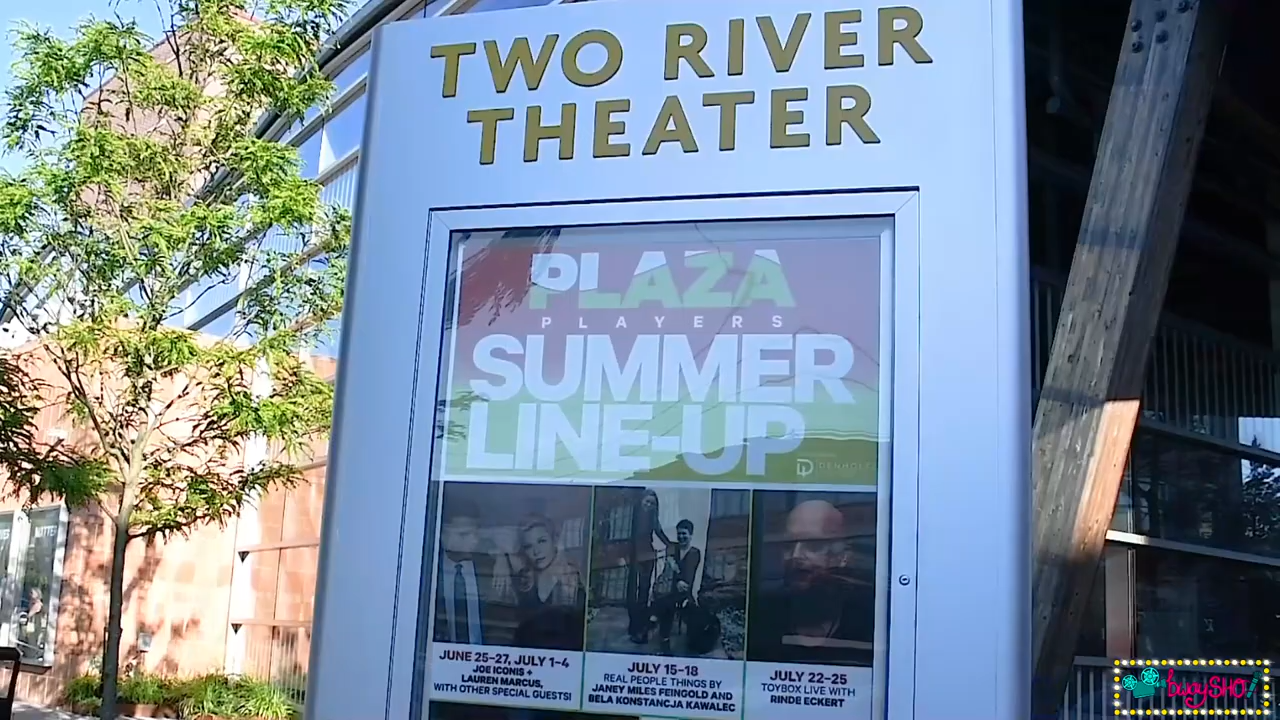 TWO RIVER
THEATER
PLAZA
PLAYERS
SUMMER
LINE-UP
JUNE 25-27, JULY 1-4
JOE ICONIS +
LAUREN MARCUS,
WITH OTHER SPECIAL GUESTS!
JULY 15-18
REAL PEOPLE THINGS BY
JANEY MILES FEINGOLD AND
BELA KONSTANCJA KAWALEC
JULY 22-25
TOYBOX LIVE WITH
RINDE ECKERT